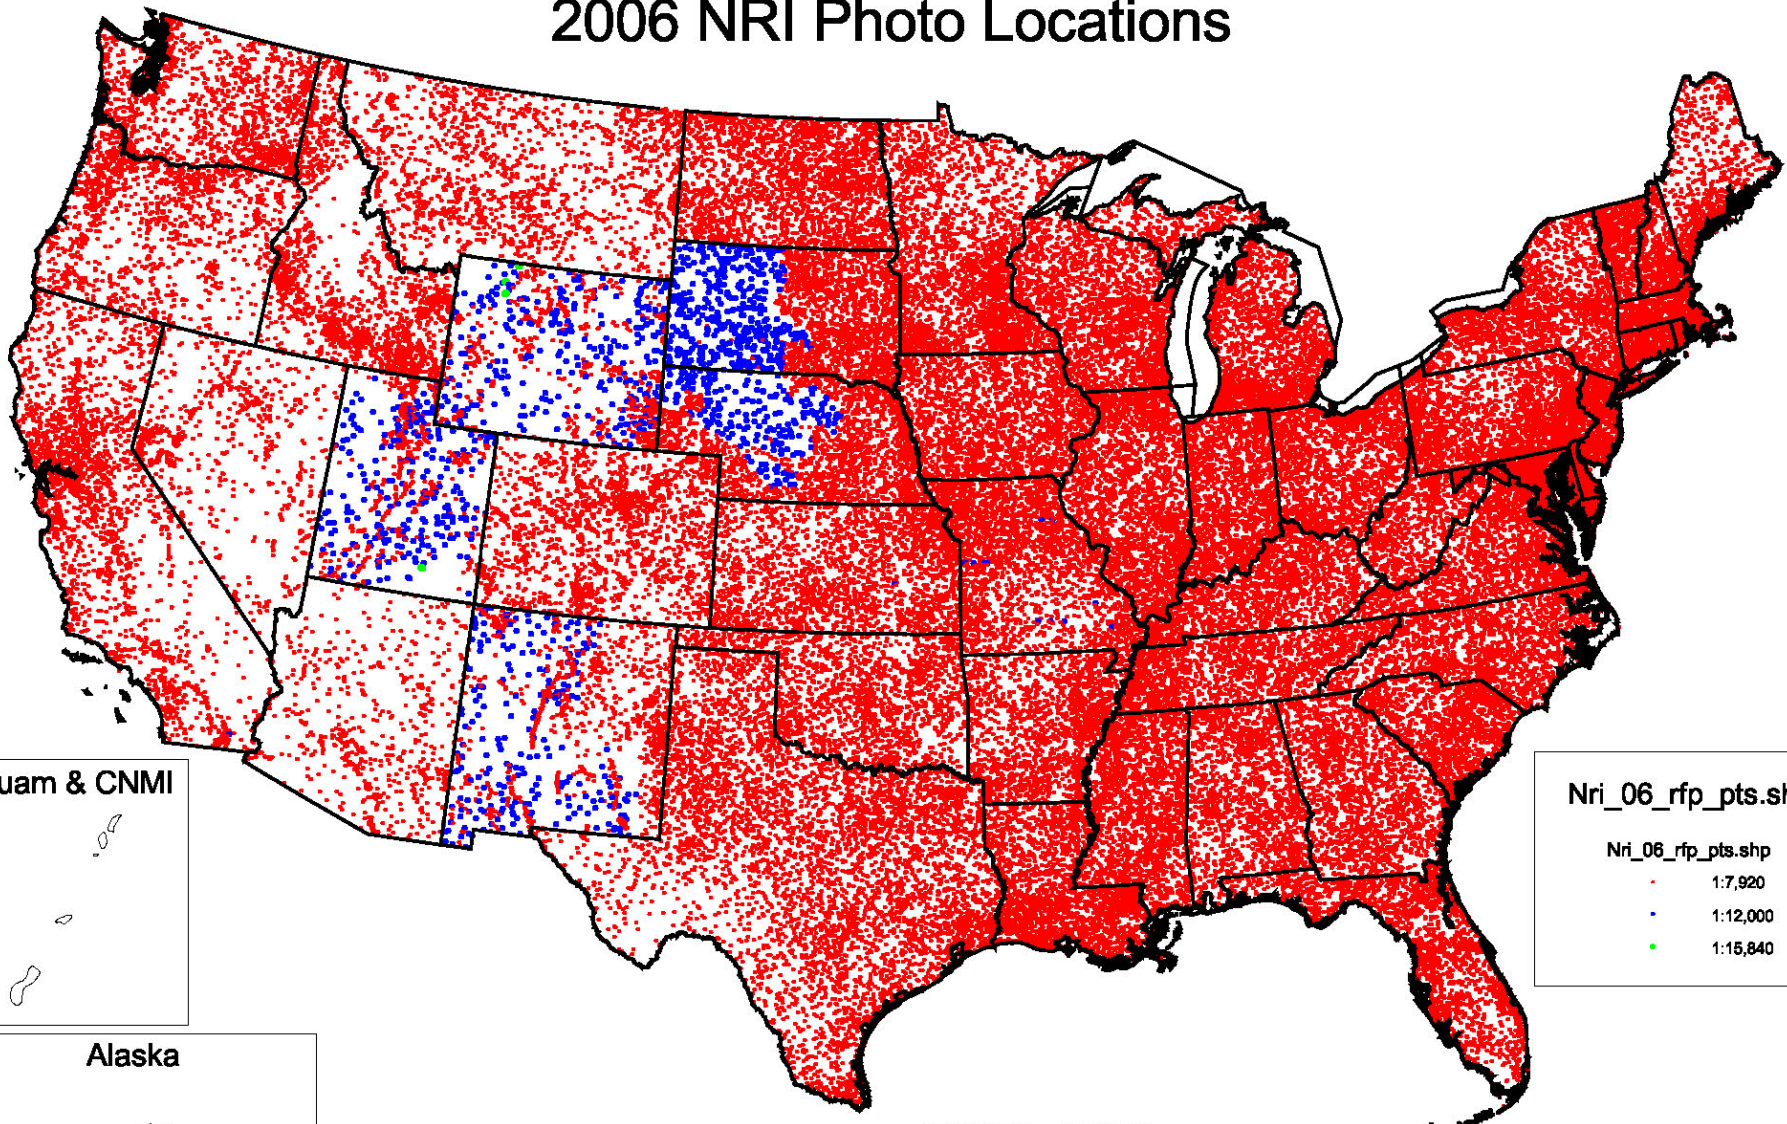 2006 NRI Photo Locations
uam & CNMI
Alaska
Nri_06_rfp_pts.sh
Nri_06_rfp_pts.shp
1:7,920
1:12,000
1:15,840